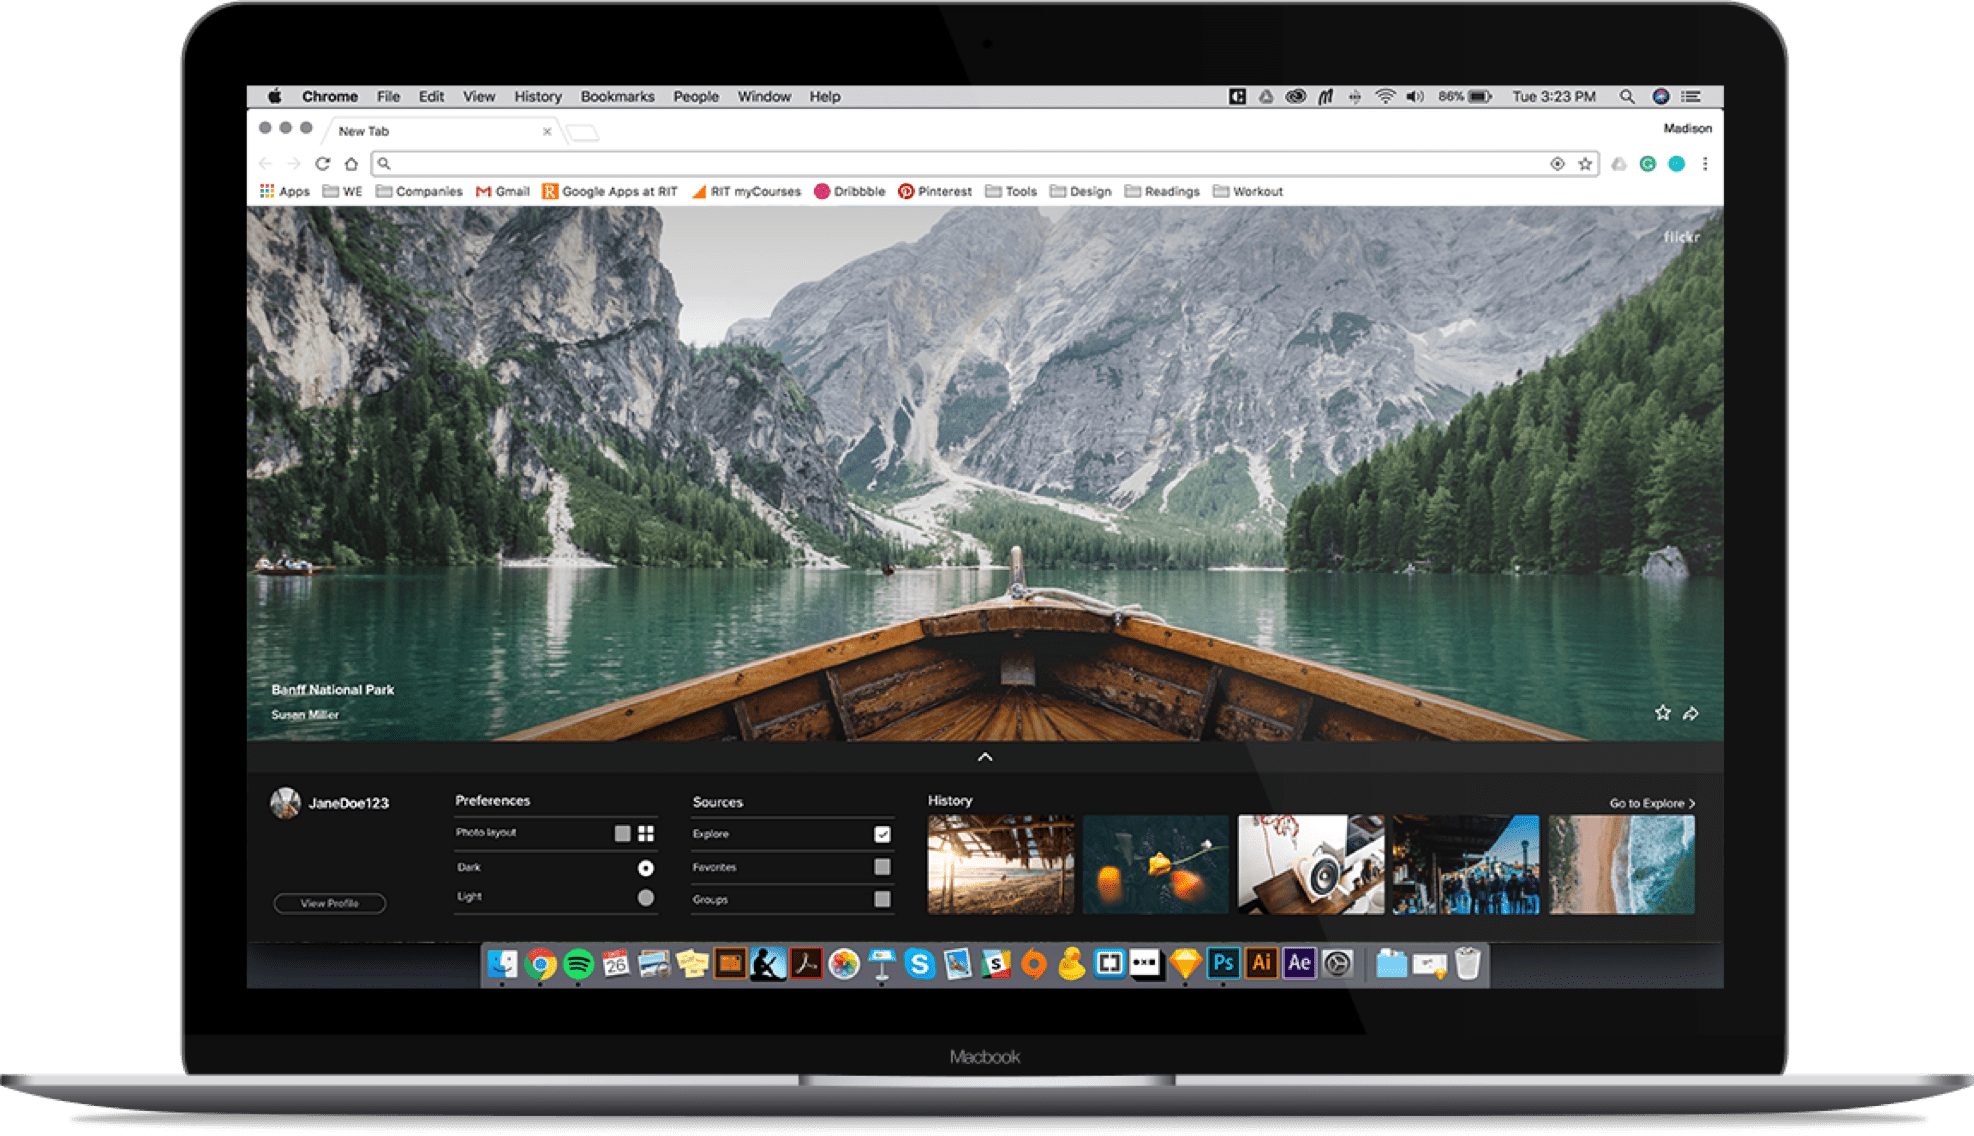 Chrome File Edit View History Bookmarks People Window Help 86% Tue 3:23 PM
New Tab
Madison
Apps WE Companies Gmail Google Apps at RIT RIT myCourses Dribbble Pinterest Tools Design Readings Workout
flickr
Banff National Park
Susan Miller
JaneDoe123
View Profile
Preferences
Photo layout
Dark
Light
Sources
Explore
Favorites
Groups
History
Go to Explore
26
Ps Ai Ae
Macbook